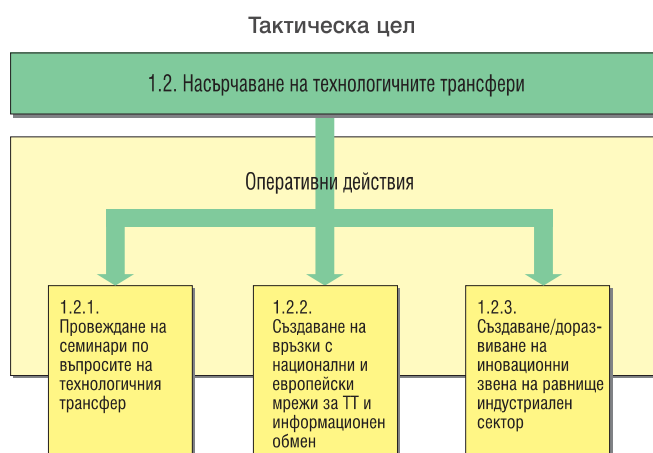 Тактическа цел
1.2. Насърчаване на технологичните трансфери
Оперативни действия
1.2.1.
Провеждане на
семинари по
въпросите на
технологичния
трансфер
1.2.2.
Създаване на
връзки с
национални и
европейски
мрежи за ТТ и
информационен
обмен
1.2.3.
Създаване/дораз-
виване на
иновационни
звена на равнище
индустриален
сектор